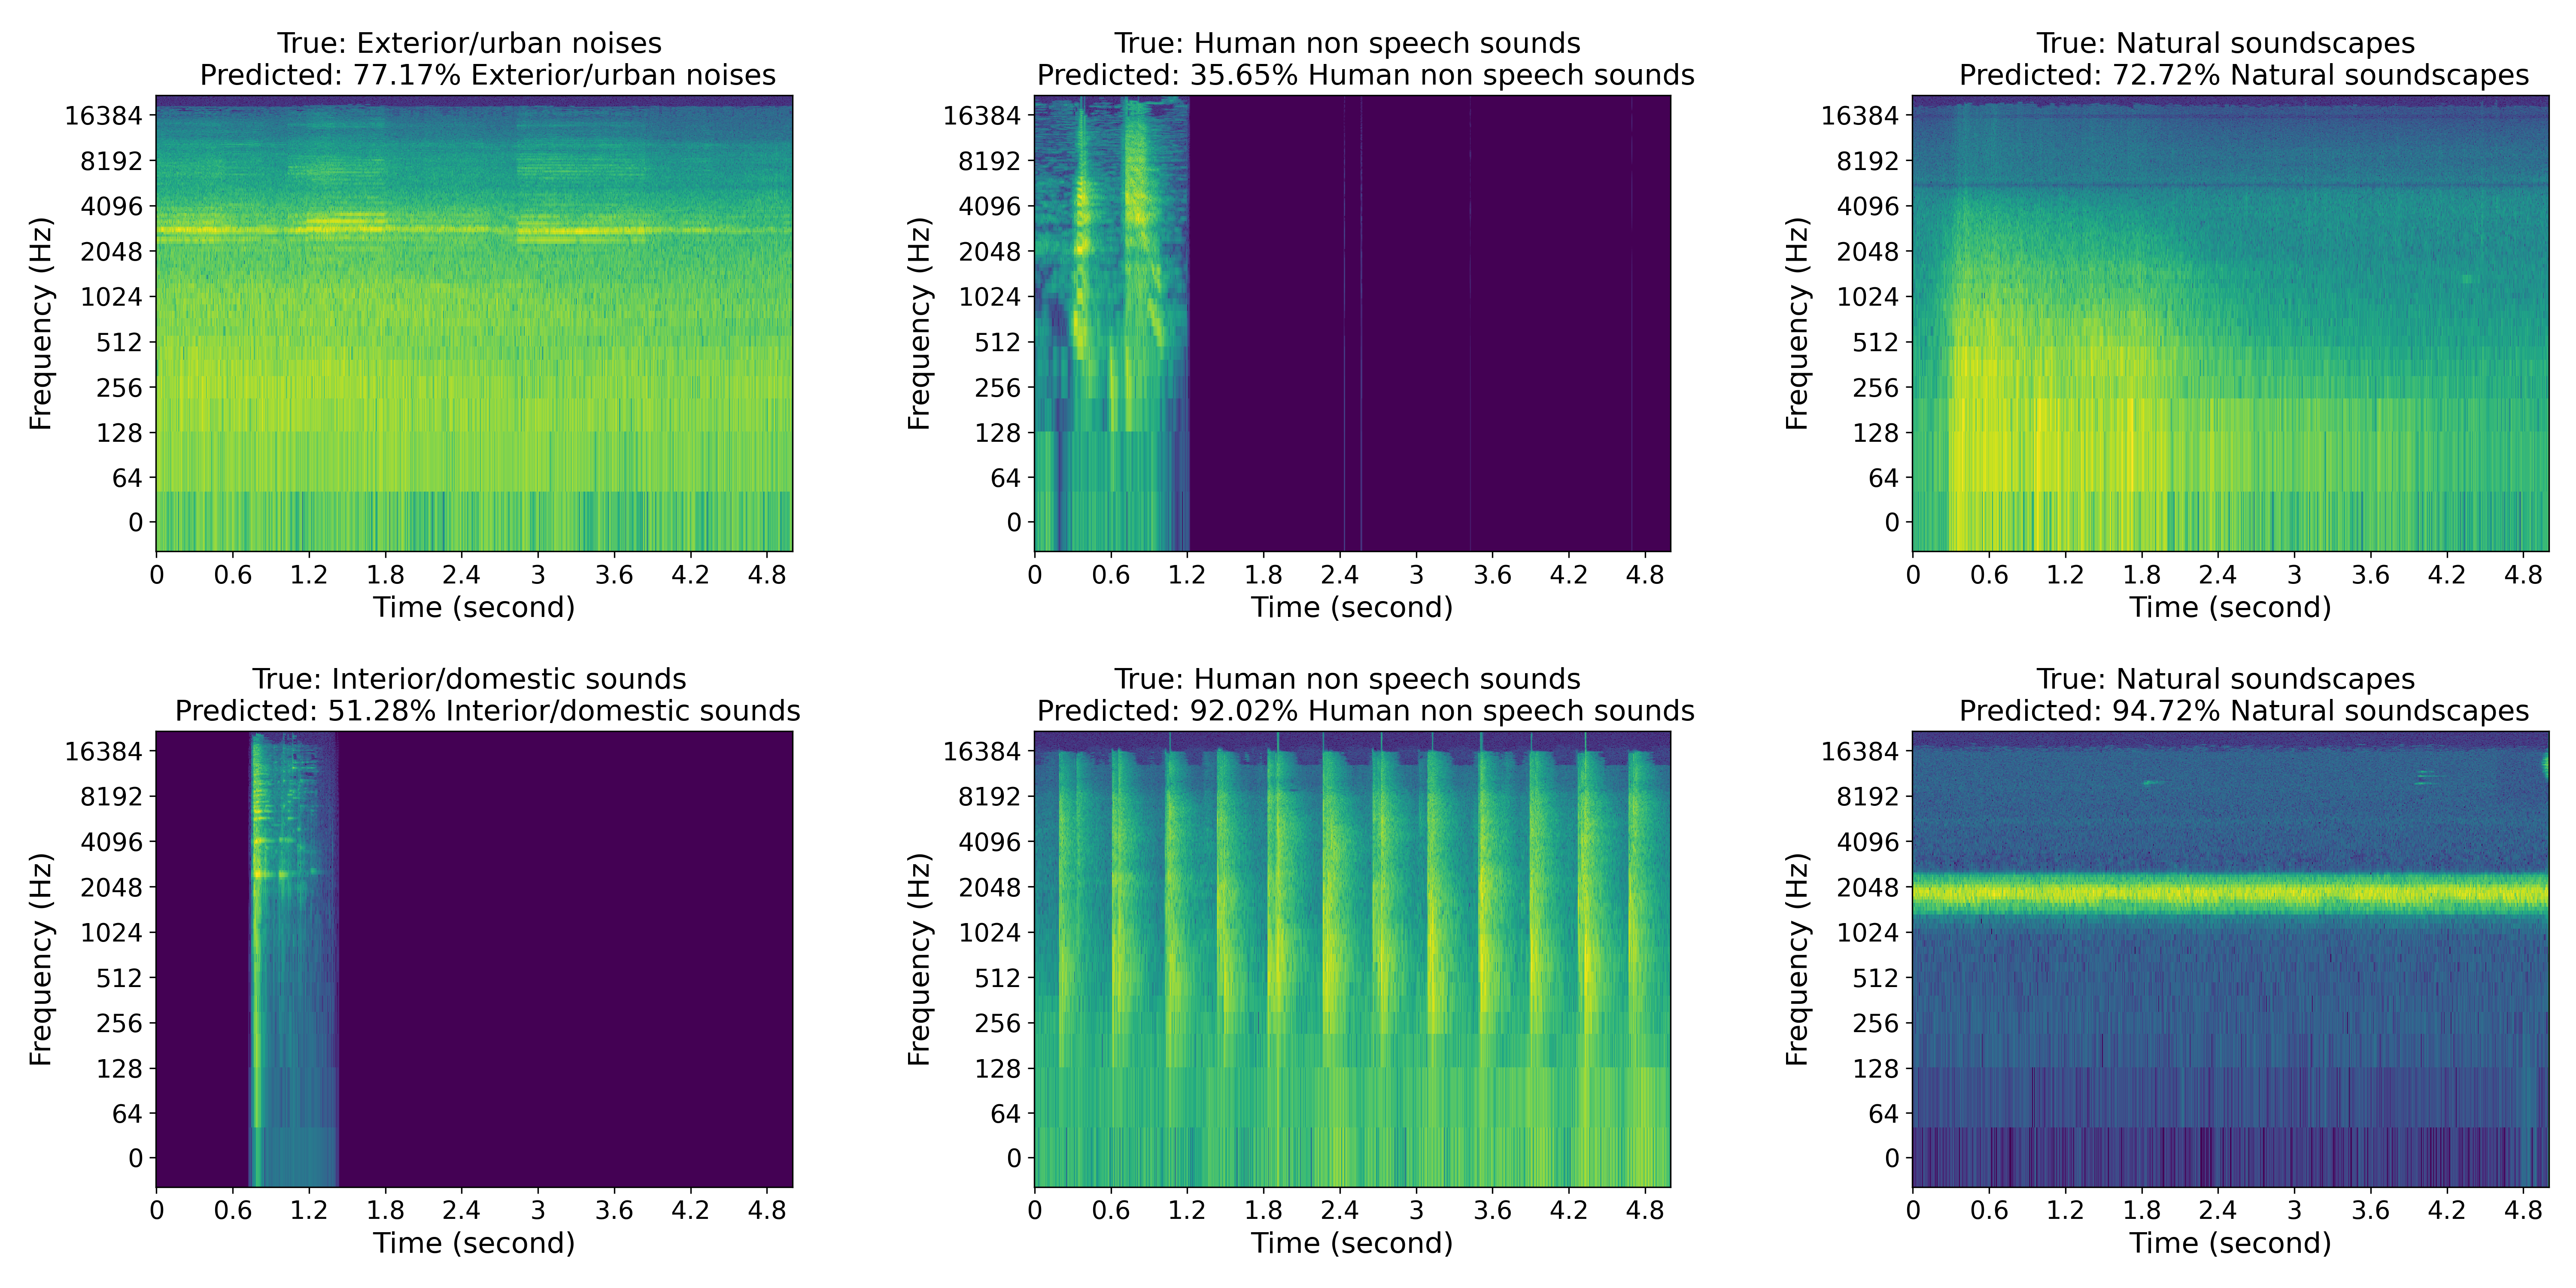 True: Exterior/urban noises
Predicted: 77.17% Exterior/urban noises
16384
8192
4096
2048
1024
512
256
128
64
0
Frequency (Hz)
0 0.6 1.2 1.8 2.4 3 3.6 4.2 4.8
Time (second)
True: Human non speech sounds
Predicted: 35.65% Human non speech sounds
16384
8192
4096
2048
1024
512
256
128
64
0
Frequency (Hz)
0 0.6 1.2 1.8 2.4 3 3.6 4.2 4.8
Time (second)
True: Natural soundscapes
Predicted: 72.72% Natural soundscapes
16384
8192
4096
2048
1024
512
256
128
64
0
Frequency (Hz)
0 0.6 1.2 1.8 2.4 3 3.6 4.2 4.8
Time (second)
True: Interior/domestic sounds
Predicted: 51.28% Interior/domestic sounds
16384
8192
4096
2048
1024
512
256
128
64
0
Frequency (Hz)
0 0.6 1.2 1.8 2.4 3 3.6 4.2 4.8
Time (second)
True: Human non speech sounds
Predicted: 92.02% Human non speech sounds
16384
8192
4096
2048
1024
512
256
128
64
0
Frequency (Hz)
0 0.6 1.2 1.8 2.4 3 3.6 4.2 4.8
Time (second)
True: Natural soundscapes
Predicted: 94.72% Natural soundscapes
16384
8192
4096
2048
1024
512
256
128
64
0
Frequency (Hz)
0 0.6 1.2 1.8 2.4 3 3.6 4.2 4.8
Time (second)